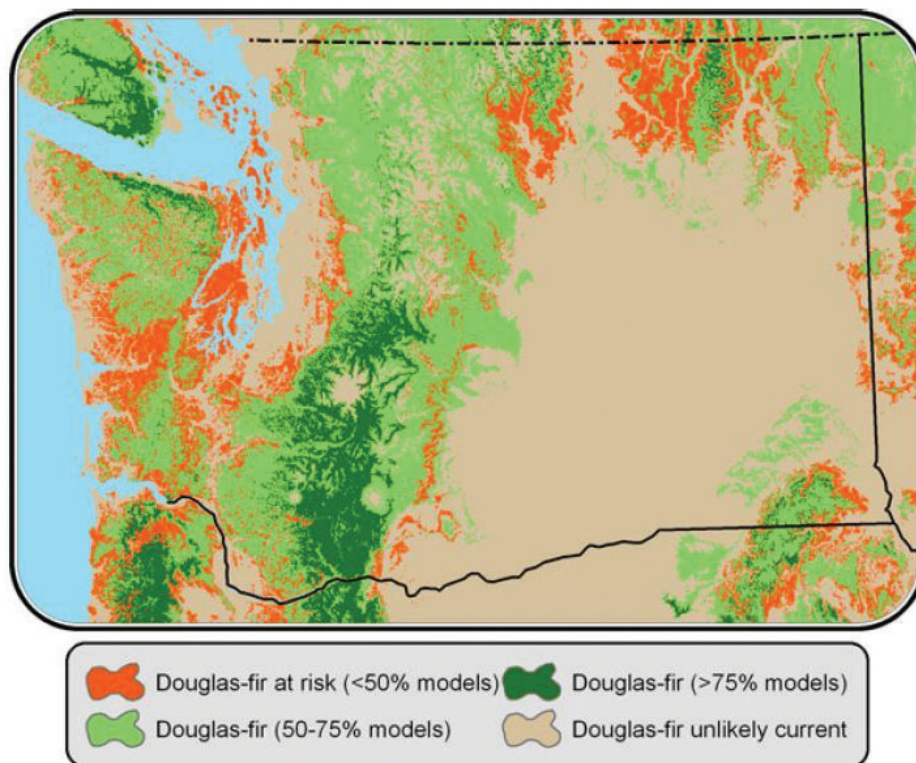 Douglas-fir at risk (<50% models)
Douglas-fir (>75% models)
Douglas-fir (50-75% models)
Douglas-fir unlikely current